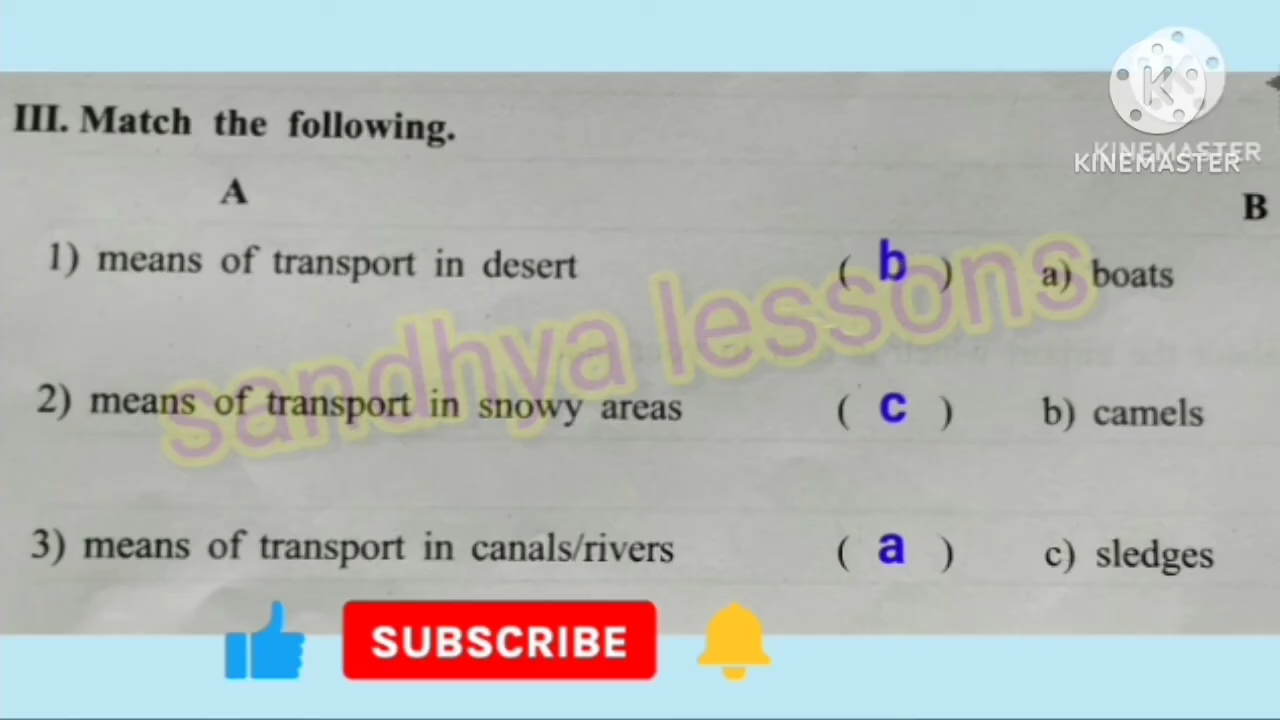 KINEMASTER
KINEMASTER
III. Match the following.
A
B
1) means of transport in desert ( b ) a) boats
sandhya lessons
2) means of transport in snowy areas ( c ) b) camels
3) means of transport in canals/rivers ( a ) c) sledges
SUBSCRIBE